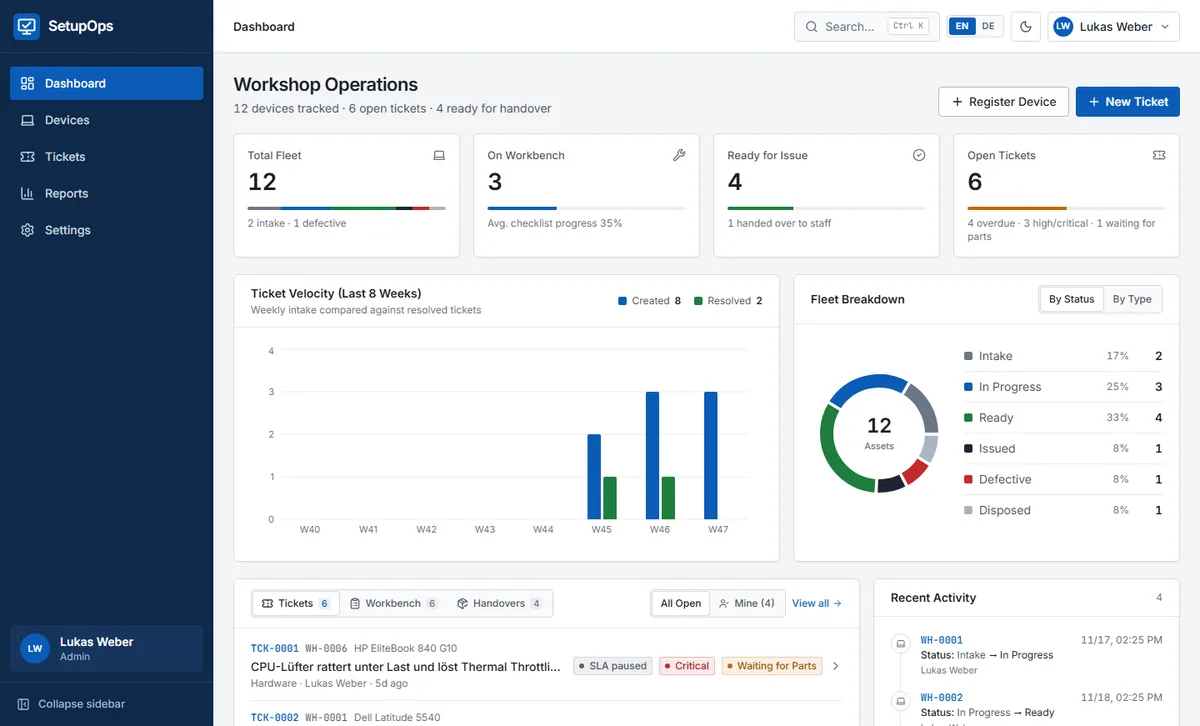 SetupOps
Dashboard
Devices
Tickets
Reports
Settings
LW
Lukas Weber
Admin
Collapse sidebar
Dashboard
Search... Ctrl K
EN DE
LW Lukas Weber
Workshop Operations
12 devices tracked · 6 open tickets · 4 ready for handover
+ Register Device
+ New Ticket
Total Fleet
12
2 intake · 1 defective
On Workbench
3
Avg. checklist progress 35%
Ready for Issue
4
1 handed over to staff
Open Tickets
6
4 overdue · 3 high/critical · 1 waiting for
parts
Ticket Velocity (Last 8 Weeks)
Weekly intake compared against resolved tickets
Created 8 Resolved 2
4
3
2
1
0
W40 W41 W42 W43 W44 W45 W46 W47
Fleet Breakdown
By Status By Type
12
Assets
Intake 17% 2
In Progress 25% 3
Ready 33% 4
Issued 8% 1
Defective 8% 1
Disposed 8% 1
Tickets 6 Workbench 6 Handovers 4
All Open Mine (4) View all →
TCK-0001 WH-0006 HP EliteBook 840 G10
CPU-Lüfter rattert unter Last und löst Thermal Throttli...
SLA paused Critical Waiting for Parts
Hardware · Lukas Weber · 5d ago
TCK-0002 WH-0001 Dell Latitude 5540
Recent Activity 4
WH-0001 11/17, 02:25 PM
Status: Intake → In Progress
Lukas Weber
WH-0002 11/18, 02:25 PM
Status: In Progress → Ready